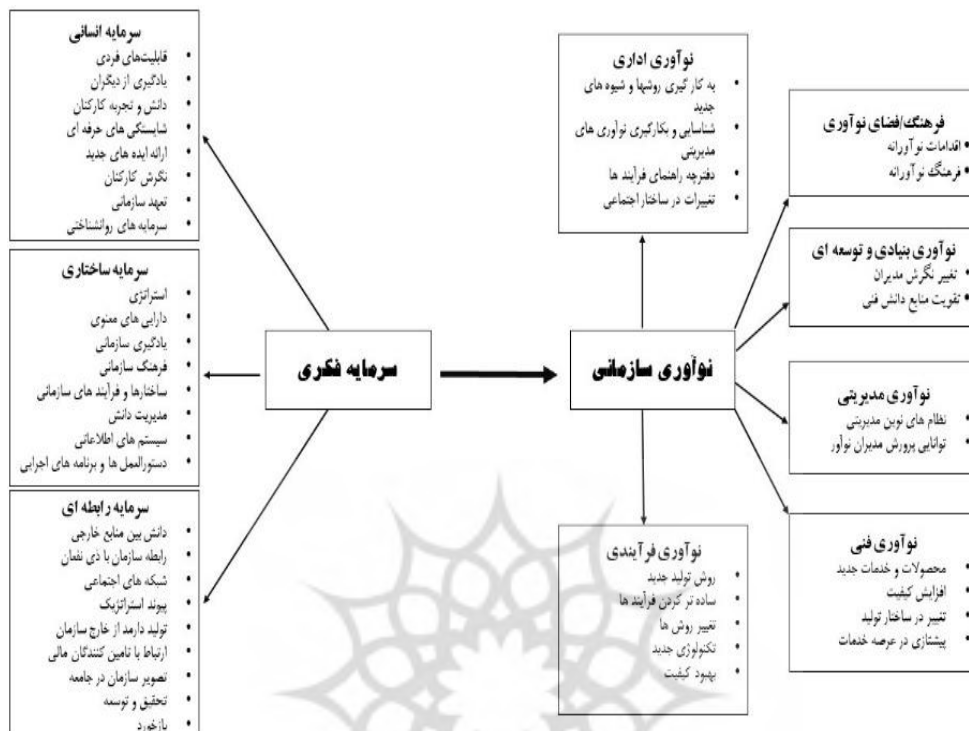 سرمایه انسانی
• قابلیت‌های فردی
• یادگیری از دیگران
• دانش و تجربه کارکنان
• شایستگی های حرفه ای
• ارائه ایده های جدید
• نگرش کارکنان
• تعهد سازمانی
• سرمایه های روانشناختی
سرمایه ساختاری
• استراتژی
• دارایی های معنوی
• یادگیری سازمانی
• فرهنگ سازمانی
• ساختارها و فرآیند های سازمانی
• مدیریت دانش
• سیستم های اطلاعاتی
• دستورالعمل ها و برنامه های اجرایی
سرمایه رابطه ای
• دانش بین منابع خارجی
• رابطه سازمان با ذی نفعان
• شبکه های اجتماعی
• پیوند استراتژیک
• تولید دارمد از خارج سازمان
• ارتباط با تامین کنندگان مالی
• تصویر سازمان در جامعه
• تحقیق و توسعه
• بازخورد
سرمایه فکری
نوآوری سازمانی
نوآوری اداری
• به کار گیری روشها و شیوه های
جدید
• شناسایی و بکارگیری نوآوری های
مدیریتی
• دفترچه راهنمای فرآیند ها
• تغییرات در ساختار اجتماعی
فرهنگ/فضای نوآوری
• اقدامات نوآورانه
• فرهنگ نوآورانه
نوآوری بنیادی و توسعه ای
• تغییر نگرش مدیران
• تقویت منابع دانش فنی
نوآوری مدیریتی
• نظام های نوین مدیریتی
• توانایی پرورش مدیران نوآور
نوآوری فنی
• محصولات و خدمات جدید
• افزایش کیفیت
• تغییر در ساختار تولید
• پیشتازی در عرصه خدمات
نوآوری فرآیندی
• روش تولید جدید
• ساده تر کردن فرآیند ها
• تغییر روش ها
• تکنولوژی جدید
• بهبود کیفیت